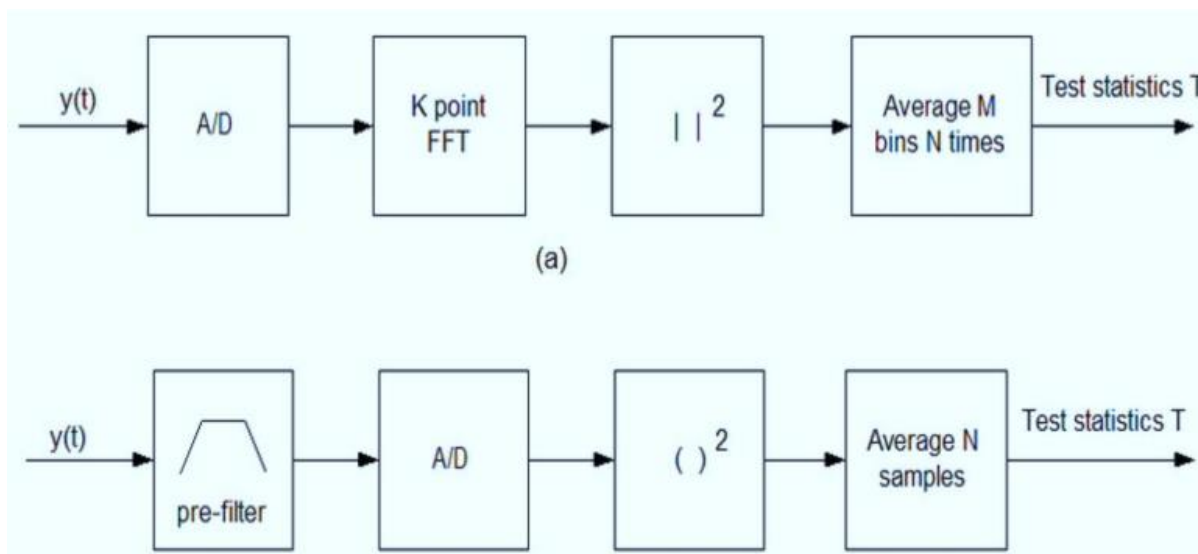 y(t)
A/D
K point
FFT
| | 2
Average M
bins N times
Test statistics T
(a)
y(t)
pre-filter
A/D
( ) 2
Average N
samples
Test statistics T